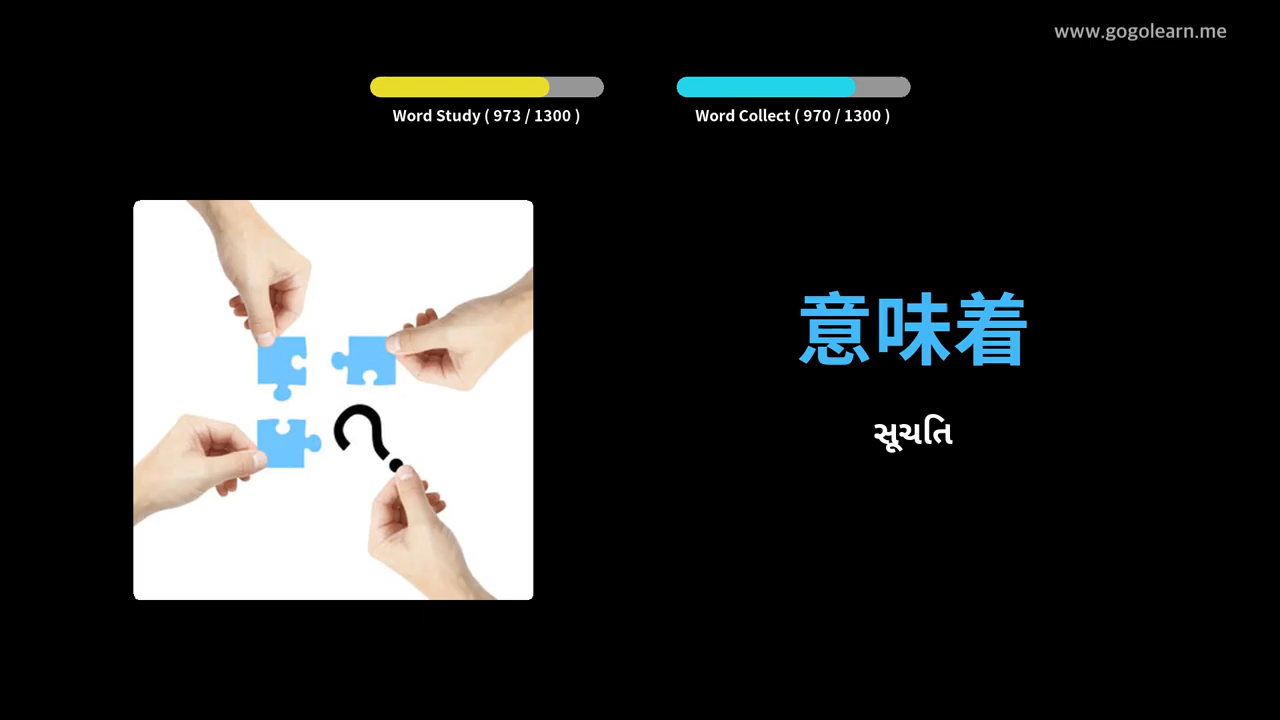 www.gogolearn.me
Word Study ( 973 / 1300 )
Word Collect ( 970 / 1300 )
意味着
સૂચતિ